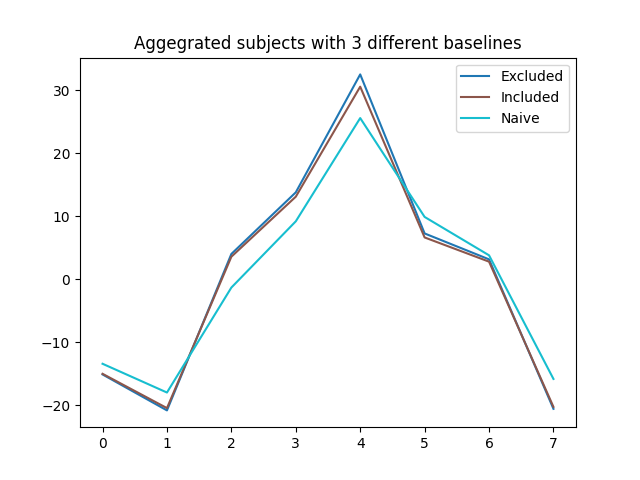 Aggegrated subjects with 3 different baselines
Excluded
Included
Naive
30
20
10
0
−10
−20
0 1 2 3 4 5 6 7